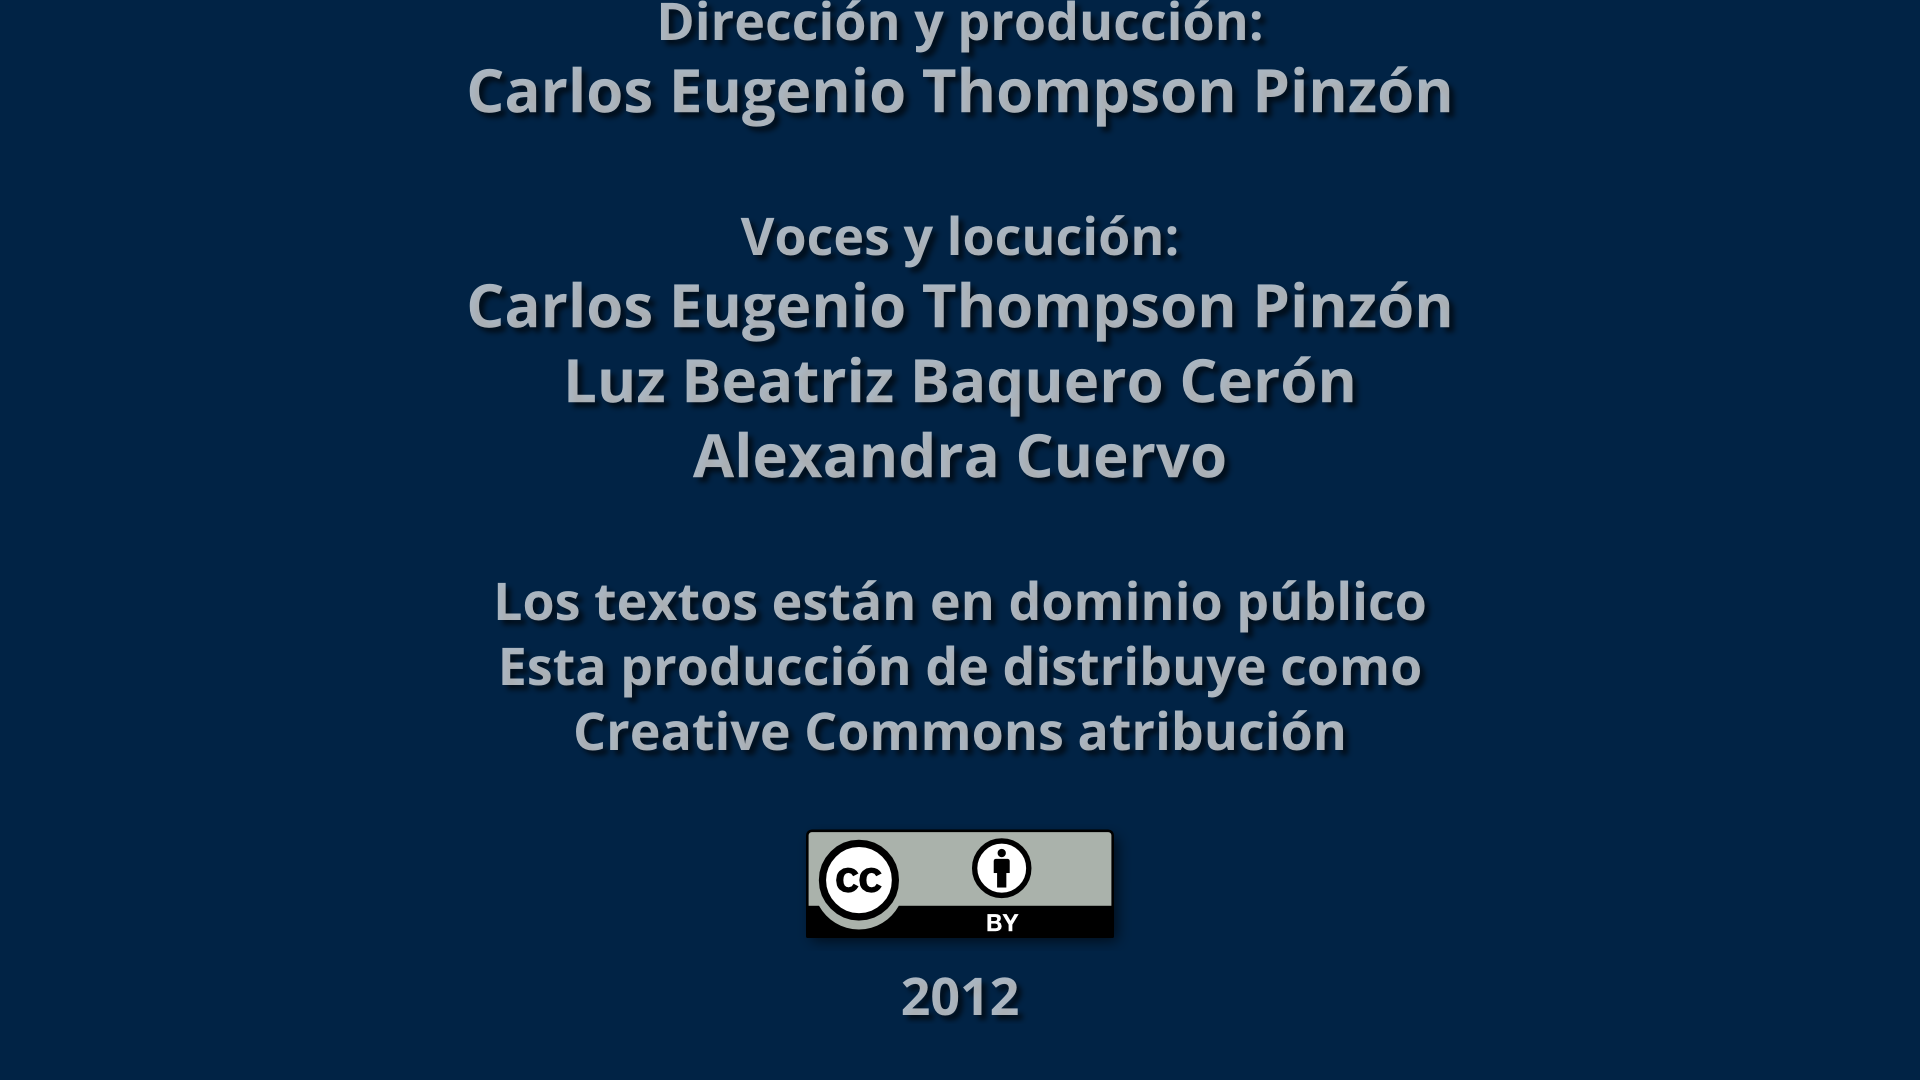 Dirección y producción:
Carlos Eugenio Thompson Pinzón
Voces y locución:
Carlos Eugenio Thompson Pinzón
Luz Beatriz Baquero Cerón
Alexandra Cuervo
Los textos están en dominio público
Esta producción de distribuye como
Creative Commons atribución
cc
BY
2012